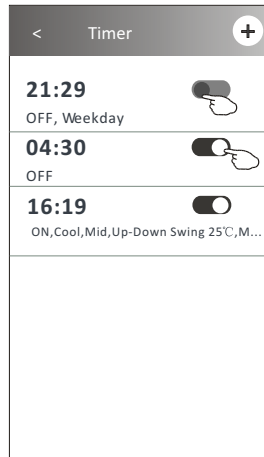 < Timer +
21:29
OFF, Weekday
04:30
OFF
16:19
ON,Cool,Mid,Up-Down Swing 25℃,M...